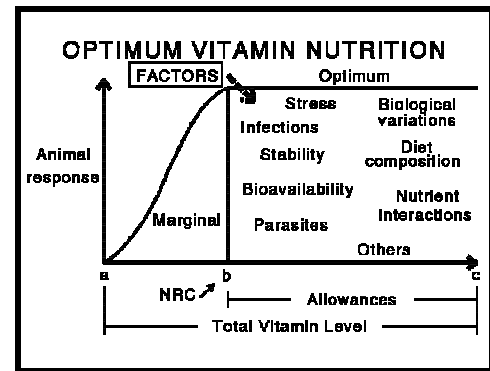 OPTIMUM VITAMIN NUTRITION
FACTORS
Optimum
Stress
Biological
variations
Infections
Animal
response
Stability
Diet
composition
Bioavailability
Nutrient
Interactions
Marginal
Parasites
Others
a
b
c
NRC
Allowances
Total Vitamin Level